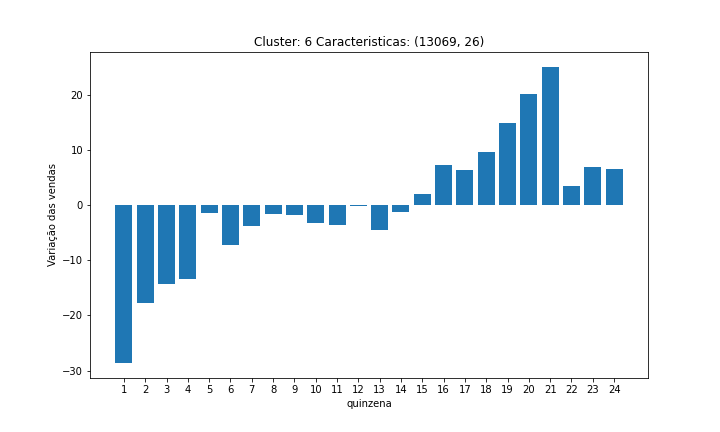 Cluster: 6 Caracteristicas: (13069, 26)
Variação das vendas
20
10
0
−10
−20
−30
1 2 3 4 5 6 7 8 9 10 11 12 13 14 15 16 17 18 19 20 21 22 23 24
quinzena